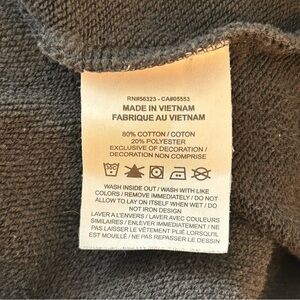 RN#56323 - CA#05553
MADE IN VIETNAM
FABRIQUE AU VIETNAM
80% COTTON / COTON
20% POLYESTER
EXCLUSIVE OF DECORATION /
DECORATION NON COMPRISE
WASH INSIDE OUT / WASH WITH LIKE
COLORS / REMOVE IMMEDIATELY / DO NOT
ALLOW TO LAY ON ITSELF WHEN WET / DO
NOT IRON DESIGN
LAVER A L'ENVERS / LAVER AVEC COULEURS
SIMILAIRES / ENLEVER IMMEDIATEMENT / NE
PAS LAISSER LE VÊTEMENT PLIÉ LORSQU'IL
EST MOUILLÉ / NE PAS REPASSER LE DESSIN